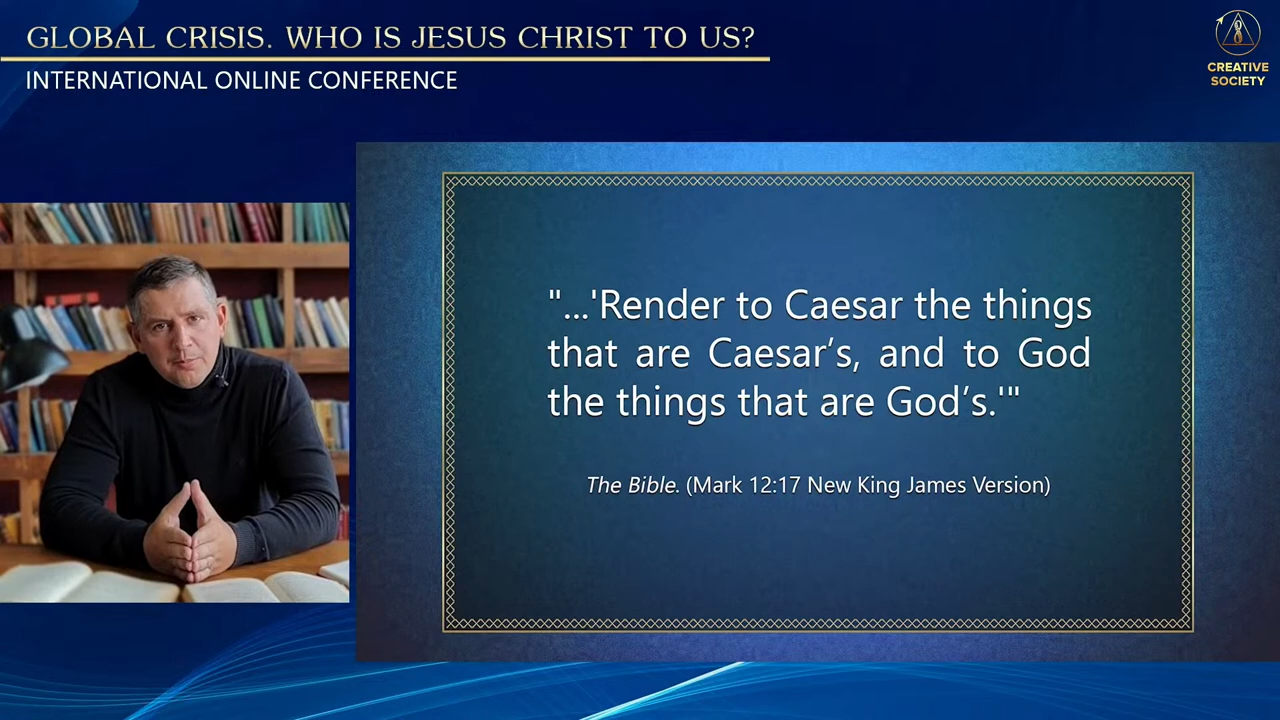 GLOBAL CRISIS. WHO IS JESUS CHRIST TO US?
INTERNATIONAL ONLINE CONFERENCE
CREATIVE
SOCIETY
"...'Render to Caesar the things
that are Caesar’s, and to God
the things that are God’s.'"
The Bible. (Mark 12:17 New King James Version)